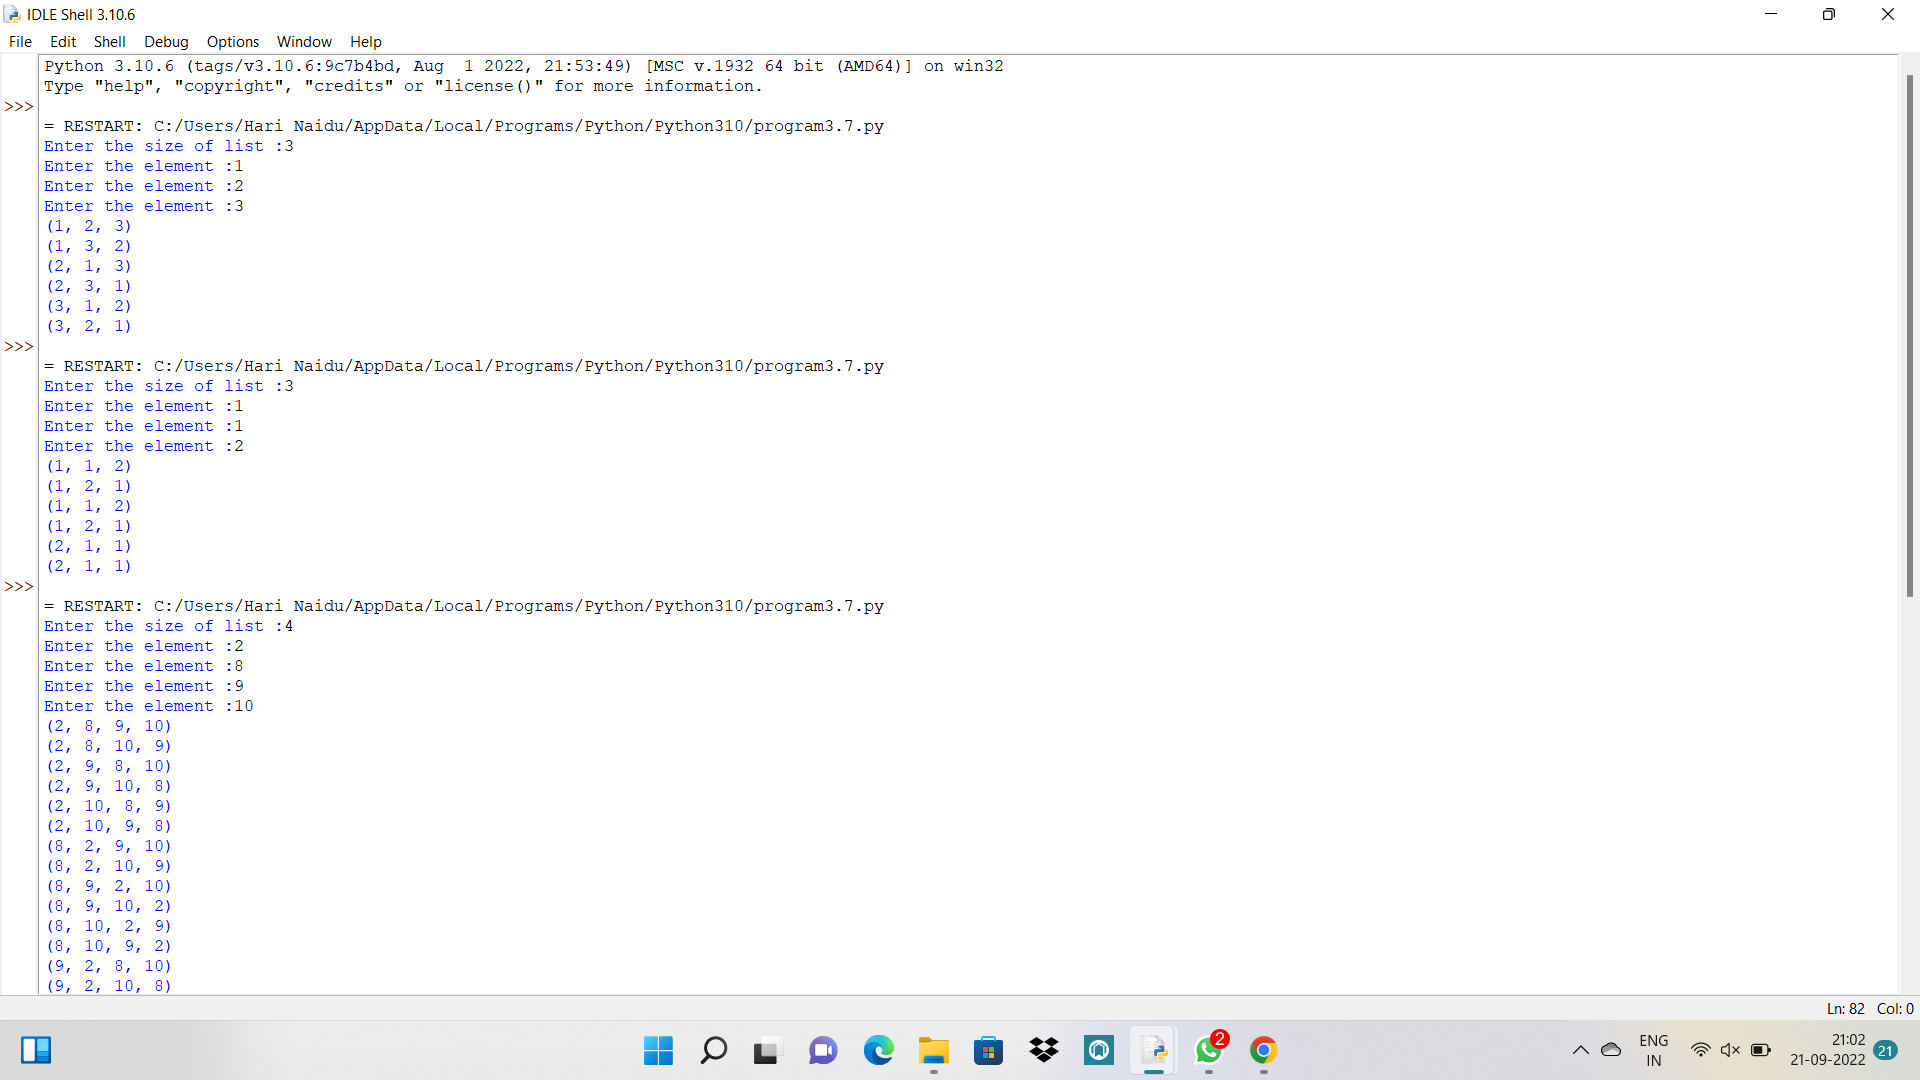 IDLE Shell 3.10.6
File Edit Shell Debug Options Window Help
Python 3.10.6 (tags/v3.10.6:9c7b4bd, Aug  1 2022, 21:53:49) [MSC v.1932 64 bit (AMD64)] on win32
Type "help", "copyright", "credits" or "license()" for more information.
>>>
= RESTART: C:/Users/Hari Naidu/AppData/Local/Programs/Python/Python310/program3.7.py
Enter the size of list :3
Enter the element :1
Enter the element :2
Enter the element :3
(1, 2, 3)
(1, 3, 2)
(2, 1, 3)
(2, 3, 1)
(3, 1, 2)
(3, 2, 1)
>>>
= RESTART: C:/Users/Hari Naidu/AppData/Local/Programs/Python/Python310/program3.7.py
Enter the size of list :3
Enter the element :1
Enter the element :1
Enter the element :2
(1, 1, 2)
(1, 2, 1)
(1, 1, 2)
(1, 2, 1)
(2, 1, 1)
(2, 1, 1)
>>>
= RESTART: C:/Users/Hari Naidu/AppData/Local/Programs/Python/Python310/program3.7.py
Enter the size of list :4
Enter the element :2
Enter the element :8
Enter the element :9
Enter the element :10
(2, 8, 9, 10)
(2, 8, 10, 9)
(2, 9, 8, 10)
(2, 9, 10, 8)
(2, 10, 8, 9)
(2, 10, 9, 8)
(8, 2, 9, 10)
(8, 2, 10, 9)
(8, 9, 2, 10)
(8, 9, 10, 2)
(8, 10, 2, 9)
(8, 10, 9, 2)
(9, 2, 8, 10)
(9, 2, 10, 8)
Ln: 82 Col: 0
2
ENG
IN
21:02
21-09-2022
21